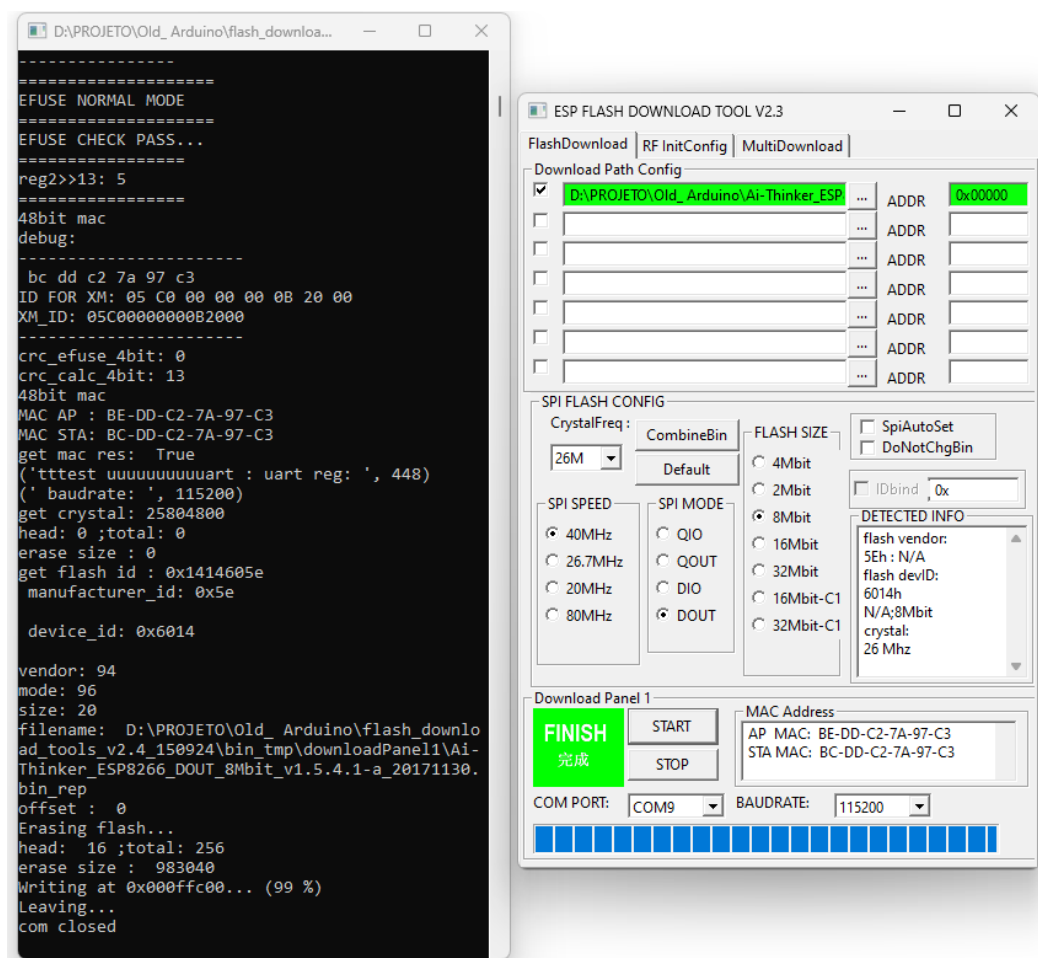 D:\PROJETO\Old_ Arduino\flash_downloa...
----------------
====================
EFUSE NORMAL MODE
====================
EFUSE CHECK PASS...
=================
reg2>>13: 5
=================
48bit mac
debug:
-----------------------
bc dd c2 7a 97 c3
ID FOR XM: 05 C0 00 00 00 0B 20 00
XM_ID: 05C00000000B2000
-----------------------
crc_efuse_4bit: 0
crc_calc_4bit: 13
48bit mac
MAC AP : BE-DD-C2-7A-97-C3
MAC STA: BC-DD-C2-7A-97-C3
get mac res:  True
('tttest uuuuuuuuuuart : uart reg: ', 448)
(' baudrate: ', 115200)
get crystal: 25804800
head: 0 ;total: 0
erase size : 0
get flash id : 0x1414605e
manufacturer_id: 0x5e
device_id: 0x6014
vendor: 94
mode: 96
size: 20
filename:  D:\PROJETO\Old_ Arduino\flash_downlo
ad_tools_v2.4_150924\bin_tmp\downloadPanel1\Ai-
Thinker_ESP8266_DOUT_8Mbit_v1.5.4.1-a_20171130.
bin_rep
offset :  0
Erasing flash...
head:  16 ;total: 256
erase size :  983040
Writing at 0x000ffc00... (99 %)
Leaving...
com closed
ESP FLASH DOWNLOAD TOOL V2.3
FlashDownload RF InitConfig MultiDownload
Download Path Config
D:\PROJETO\Old_ Arduino\Ai-Thinker_ESP ... ADDR 0x00000
... ADDR
... ADDR
... ADDR
... ADDR
... ADDR
... ADDR
SPI FLASH CONFIG
CrystalFreq :
26M
CombineBin
Default
SPI SPEED
40MHz
26.7MHz
20MHz
80MHz
SPI MODE
QIO
QOUT
DIO
DOUT
FLASH SIZE
4Mbit
2Mbit
8Mbit
16Mbit
32Mbit
16Mbit-C1
32Mbit-C1
SpiAutoSet
DoNotChgBin
IDbind 0x
DETECTED INFO
flash vendor:
5Eh : N/A
flash devID:
6014h
N/A;8Mbit
crystal:
26 Mhz
Download Panel 1
FINISH
完成
START
STOP
MAC Address
AP  MAC:  BE-DD-C2-7A-97-C3
STA MAC:  BC-DD-C2-7A-97-C3
COM PORT: COM9 BAUDRATE: 115200